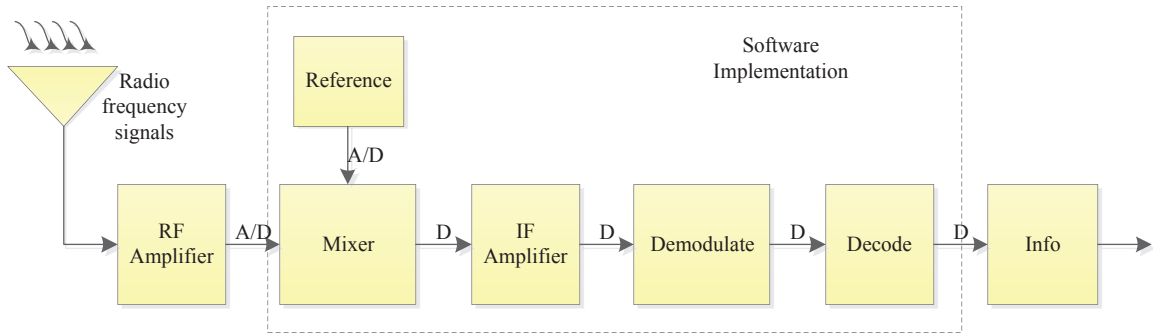 Software
Implementation
Reference
Radio
frequency
signals
A/D
RF
Amplifier
A/D
Mixer
D
IF
Amplifier
D
Demodulate
D
Decode
D
Info